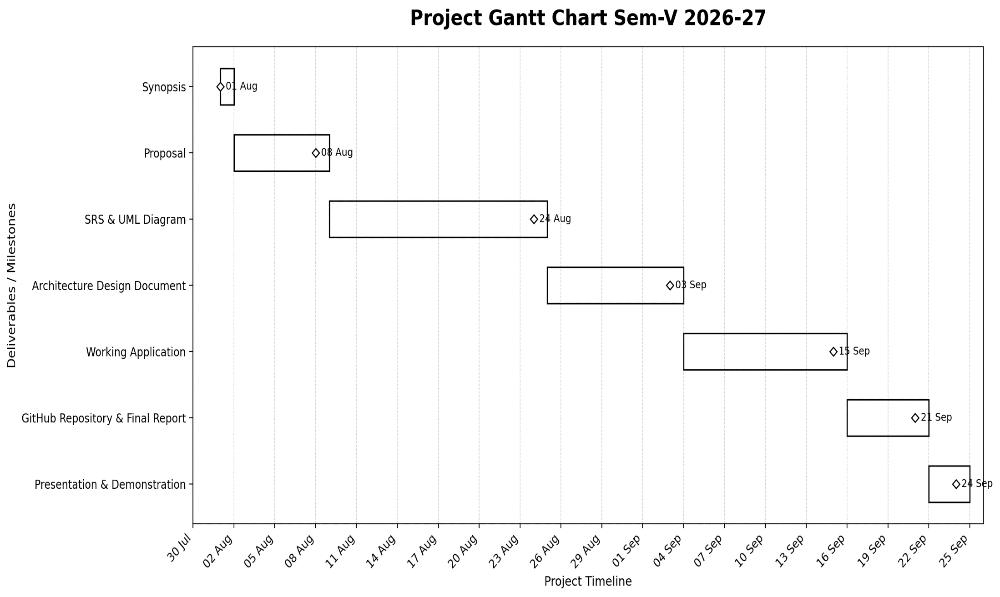 Project Gantt Chart Sem-V 2026-27
Deliverables / Milestones
Synopsis
01 Aug
Proposal
08 Aug
SRS & UML Diagram
24 Aug
Architecture Design Document
03 Sep
Working Application
15 Sep
GitHub Repository & Final Report
21 Sep
Presentation & Demonstration
24 Sep
30 Jul
02 Aug
05 Aug
08 Aug
11 Aug
14 Aug
17 Aug
20 Aug
23 Aug
26 Aug
29 Aug
01 Sep
04 Sep
07 Sep
10 Sep
13 Sep
16 Sep
19 Sep
22 Sep
25 Sep
Project Timeline